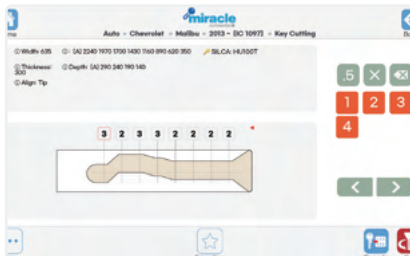 miracle
Auto - Chevrolet - Malibu - 2013 - (IC 1097) - Key Cutting
Width: 635 (A) 2240 1970 1700 1430 1160 890 620 350 SILCA: HU100T
Thickness: 300 Depth: (A) 290 240 190 140
Align: Tip
.5
1 2 3
4
3 2 3 3 2 2 2 2